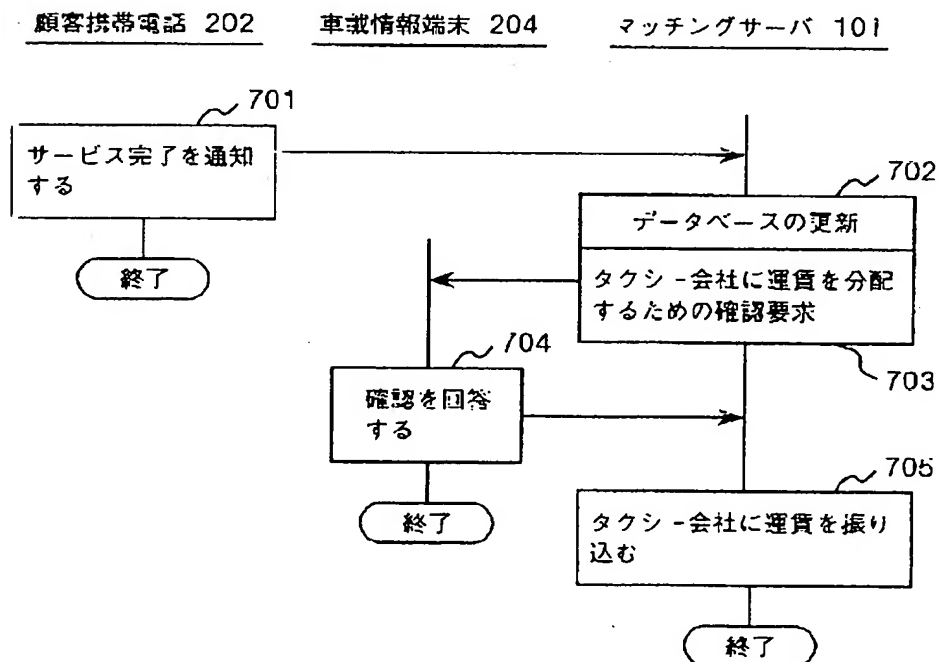 顧客携帯電話 202
車載情報端末 204
マッチングサーバ 101
701
サービス完了を通知
する
終了
702
データベースの更新
タクシー会社に運賃を分配
するための確認要求
703
704
確認を回答
する
終了
705
タクシー会社に運賃を振り
込む
終了